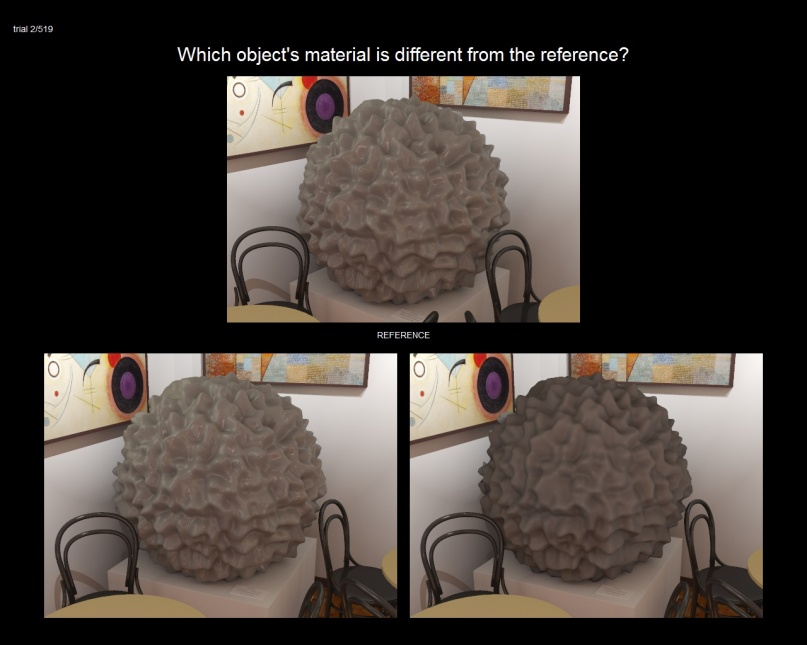 trial 2/519
Which object's material is different from the reference?
REFERENCE